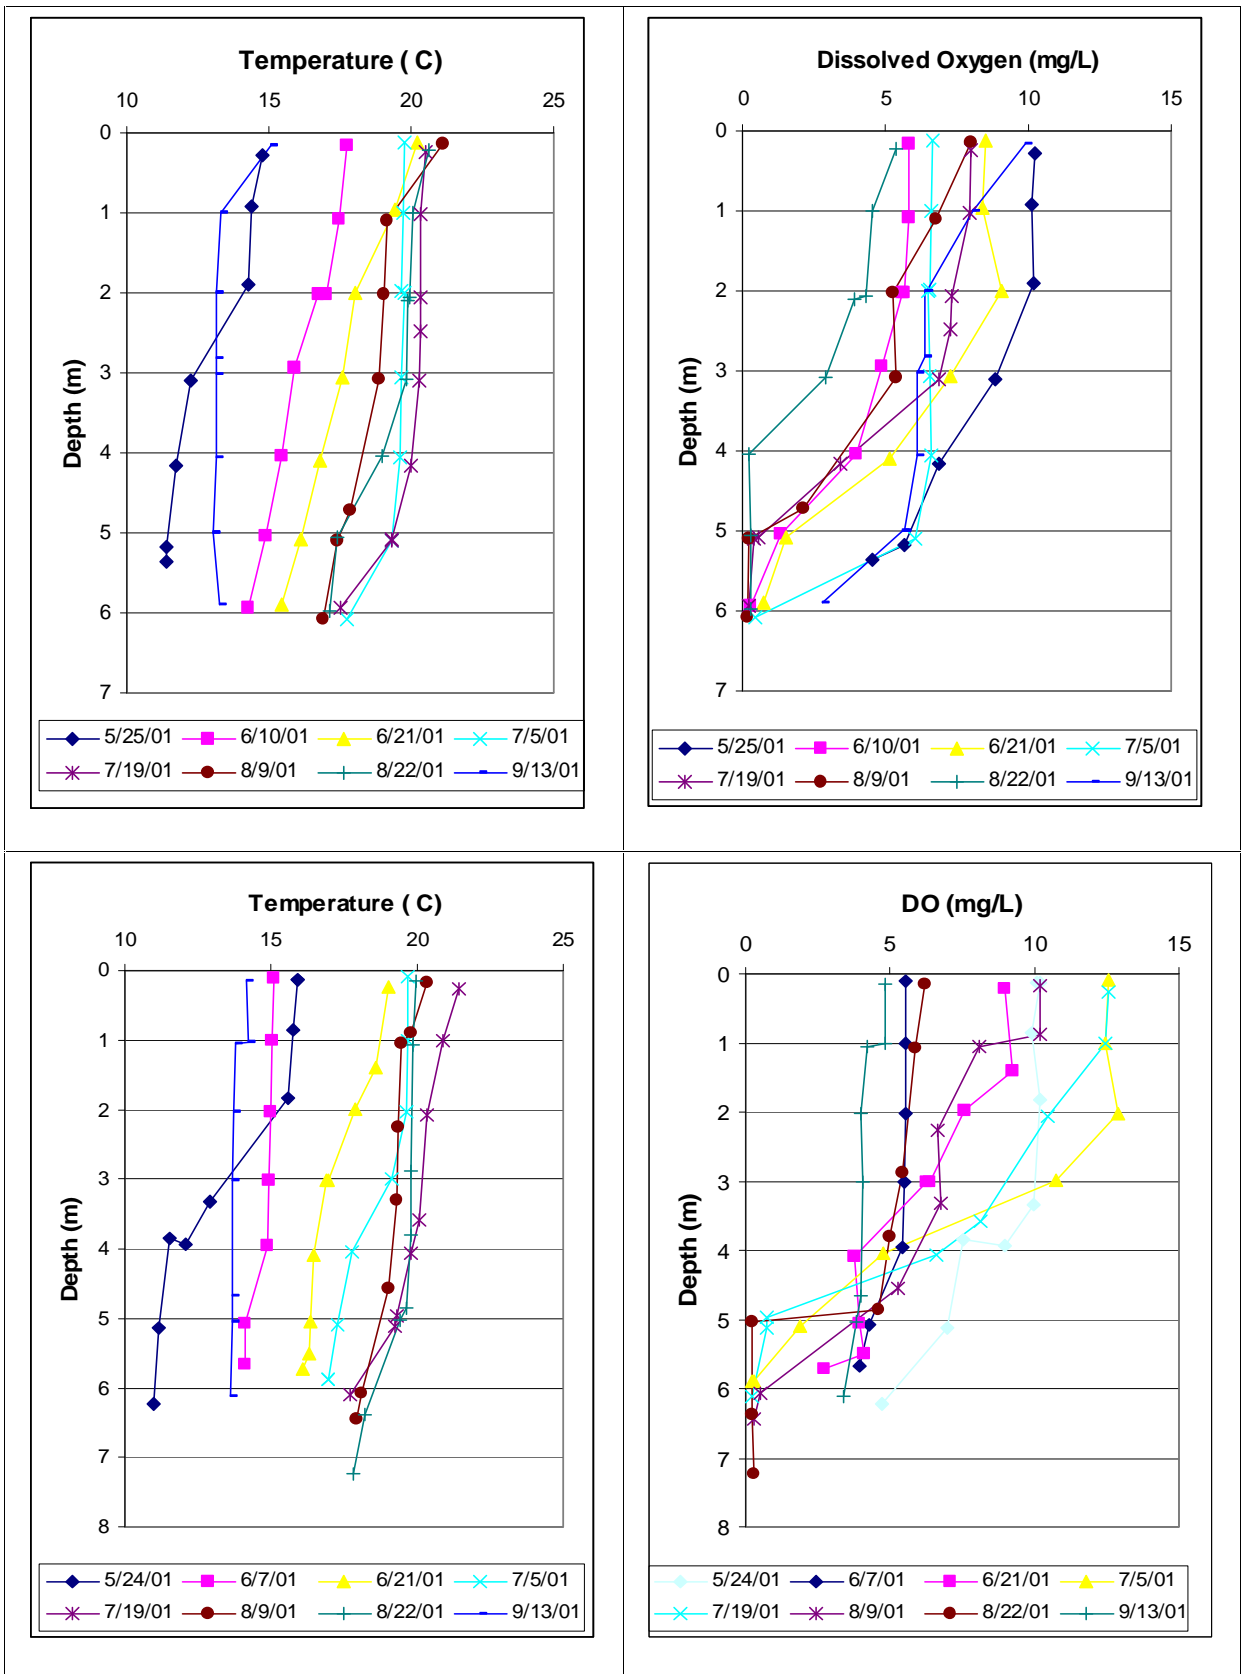 Temperature ( C)
10 15 20 25
0
1
2
3
4
5
6
7
Depth (m)
5/25/01 6/10/01 6/21/01 7/5/01
7/19/01 8/9/01 8/22/01 9/13/01
Dissolved Oxygen (mg/L)
0 5 10 15
0
1
2
3
4
5
6
7
Depth (m)
5/25/01 6/10/01 6/21/01 7/5/01
7/19/01 8/9/01 8/22/01 9/13/01
Temperature ( C)
10 15 20 25
0
1
2
3
4
5
6
7
8
Depth (m)
5/24/01 6/7/01 6/21/01 7/5/01
7/19/01 8/9/01 8/22/01 9/13/01
DO (mg/L)
0 5 10 15
0
1
2
3
4
5
6
7
8
Depth (m)
5/24/01 6/7/01 6/21/01 7/5/01
7/19/01 8/9/01 8/22/01 9/13/01